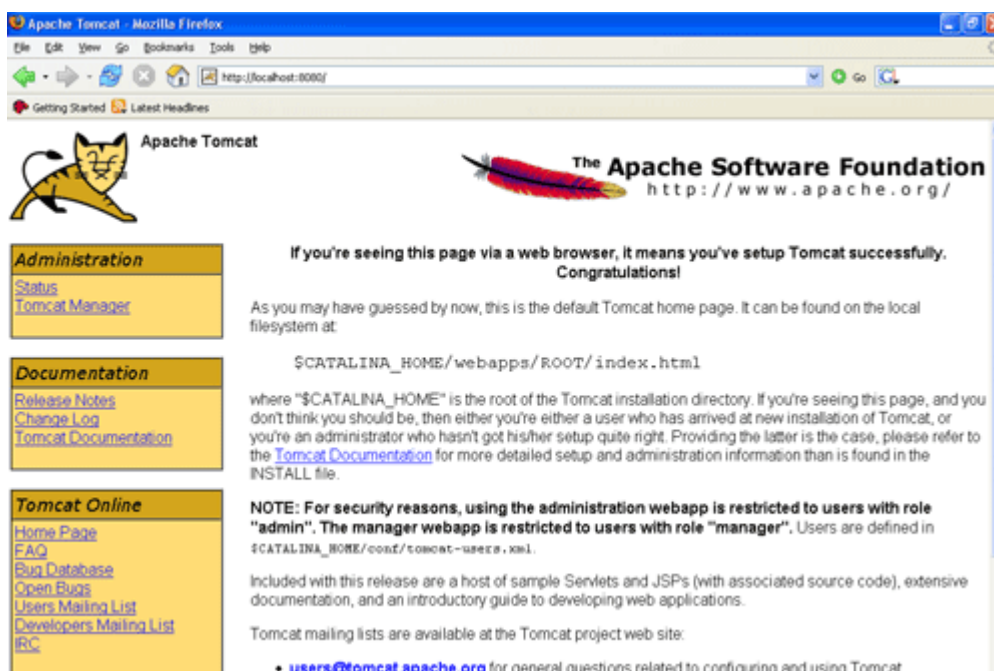 Apache Tomcat - Mozilla Firefox
File Edit View Go Bookmarks Tools Help
http://localhost:8080/
Go
G
Getting Started Latest Headlines
Apache Tomcat
The Apache Software Foundation
http://www.apache.org/
Administration
Status
Tomcat Manager
Documentation
Release Notes
Change Log
Tomcat Documentation
Tomcat Online
Home Page
FAQ
Bug Database
Open Bugs
Users Mailing List
Developers Mailing List
IRC
If you're seeing this page via a web browser, it means you've setup Tomcat successfully.
Congratulations!
As you may have guessed by now, this is the default Tomcat home page. It can be found on the local
filesystem at:
$CATALINA_HOME/webapps/ROOT/index.html
where "$CATALINA_HOME" is the root of the Tomcat installation directory. If you're seeing this page, and you
don't think you should be, then either you're either a user who has arrived at new installation of Tomcat, or
you're an administrator who hasn't got his/her setup quite right. Providing the latter is the case, please refer to
the Tomcat Documentation for more detailed setup and administration information than is found in the
INSTALL file.
NOTE: For security reasons, using the administration webapp is restricted to users with role
"admin". The manager webapp is restricted to users with role "manager". Users are defined in
$CATALINA_HOME/conf/tomcat-users.xml.
Included with this release are a host of sample Servlets and JSPs (with associated source code), extensive
documentation, and an introductory guide to developing web applications.
Tomcat mailing lists are available at the Tomcat project web site:
• users@tomcat.apache.org for general questions related to configuring and using Tomcat